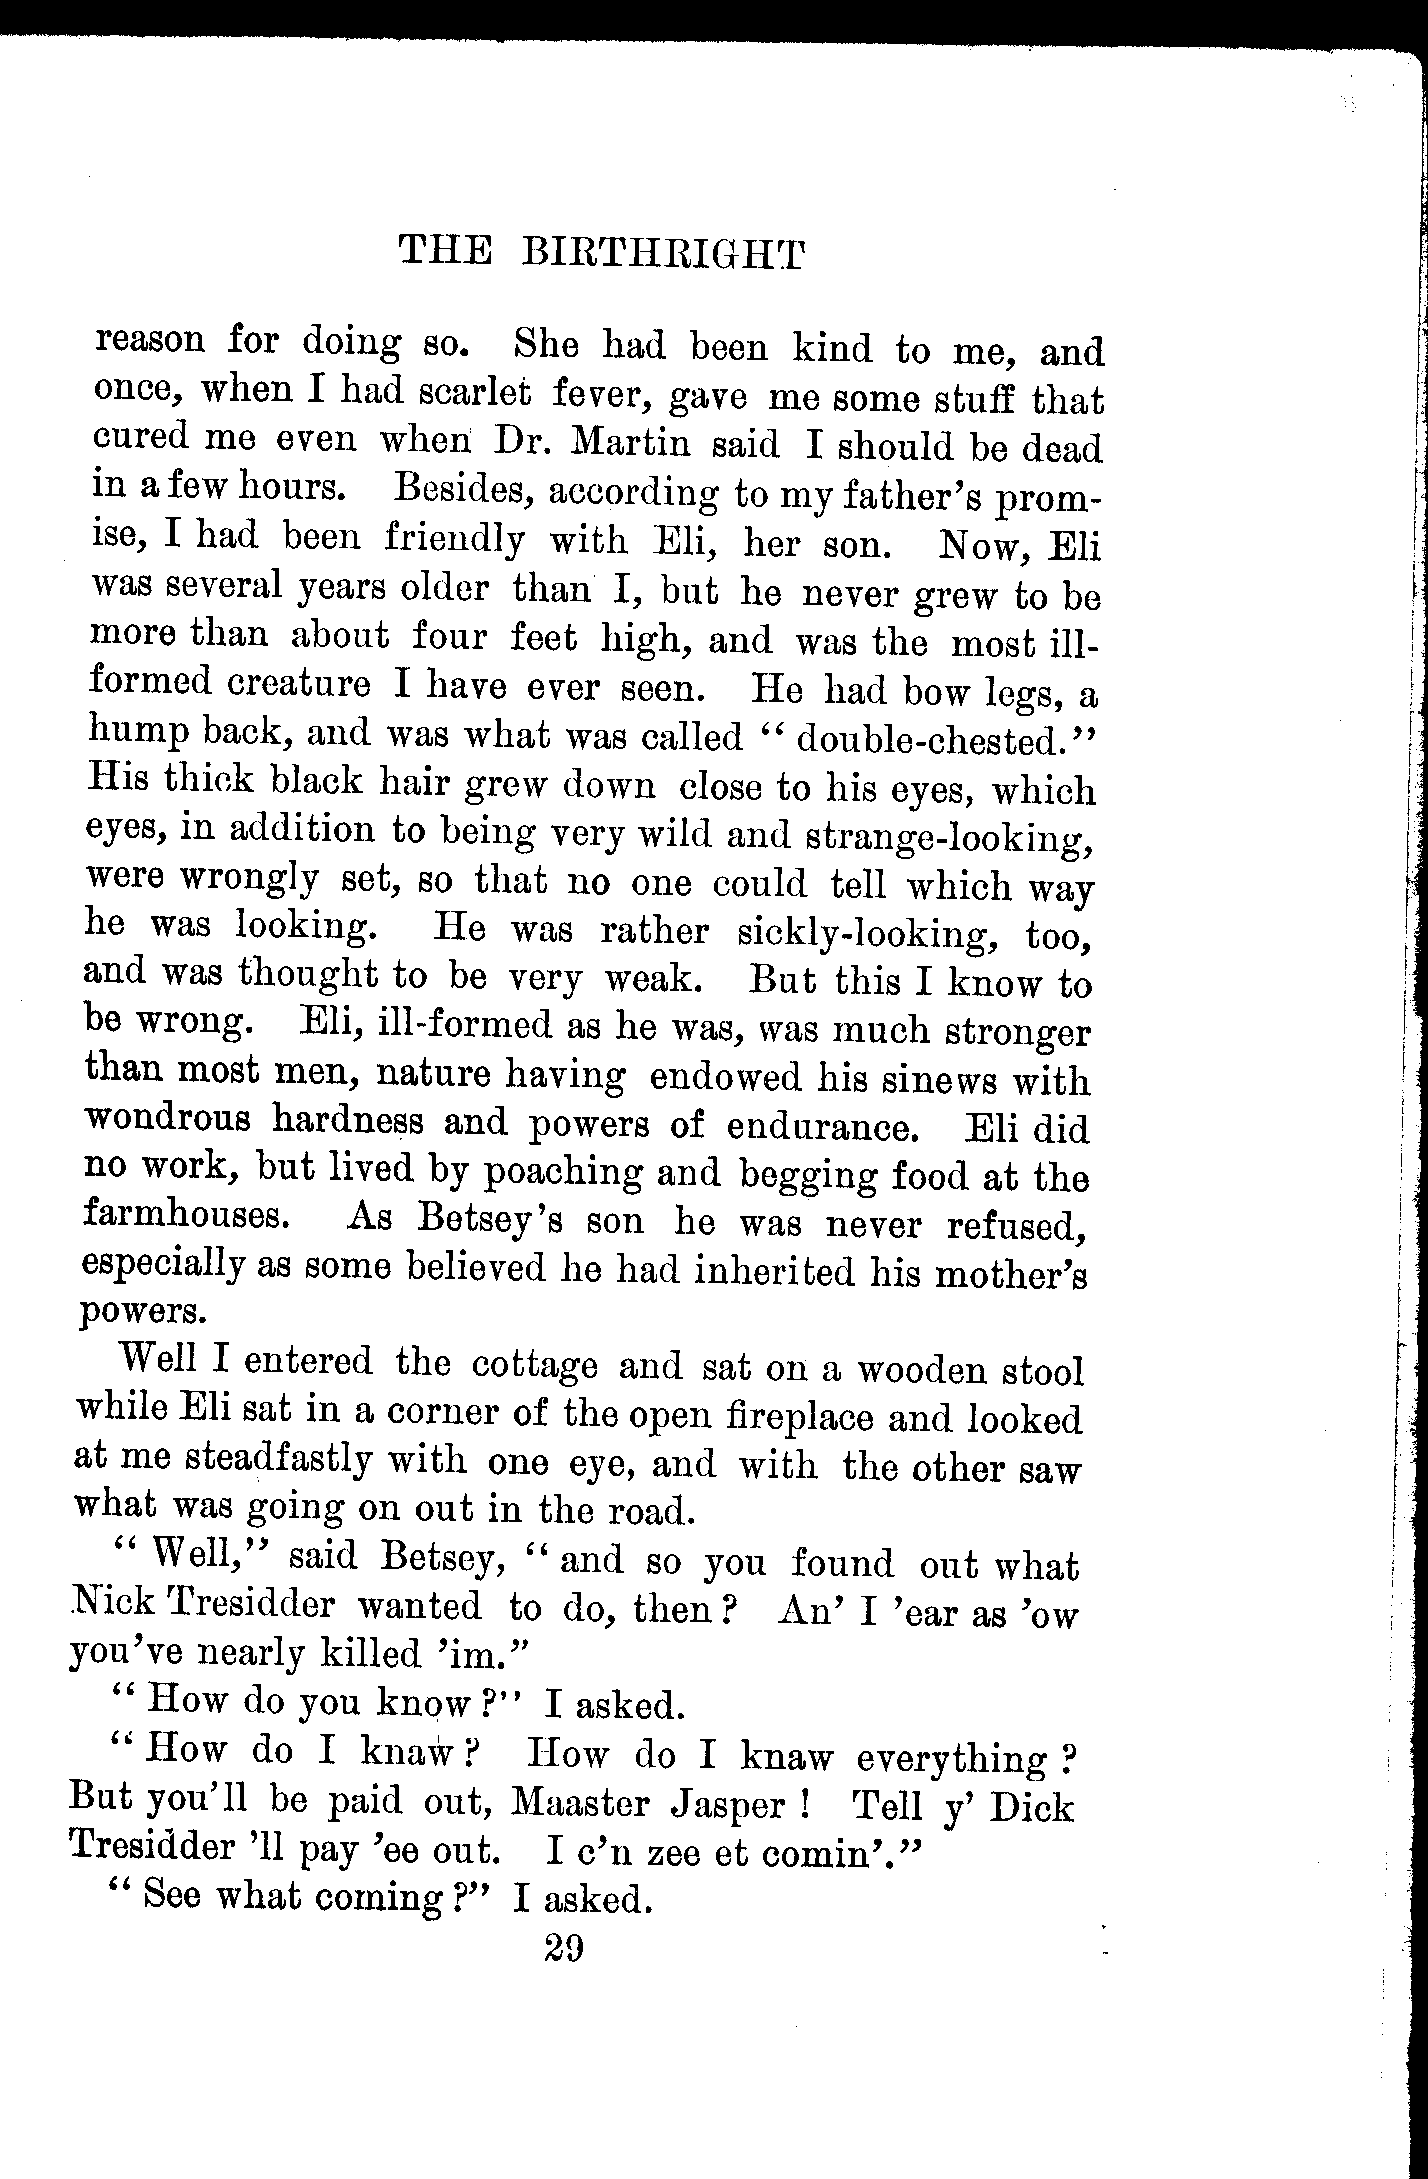 THE BIRTHRIGHT
reason for doing so. She had been kind to me, and
once, when I had scarlet fever, gave me some stuff that
cured me even when Dr. Martin said I should be dead
in a few hours. Besides, according to my father's prom-
ise, I had been friendly with Eli, her son. Now, Eli
was several years older than I, but he never grew to be
more than about four feet high, and was the most ill-
formed creature I have ever seen. He had bow legs, a
hump back, and was what was called “ double-chested.”
His thick black hair grew down close to his eyes, which
eyes, in addition to being very wild and strange-looking,
were wrongly set, so that no one could tell which way
he was looking. He was rather sickly-looking, too,
and was thought to be very weak. But this I know to
be wrong. Eli, ill-formed as he was, was much stronger
than most men, nature having endowed his sinews with
wondrous hardness and powers of endurance. Eli did
no work, but lived by poaching and begging food at the
farmhouses. As Betsey's son he was never refused,
especially as some believed he had inherited his mother's
powers.
Well I entered the cottage and sat on a wooden stool
while Eli sat in a corner of the open fireplace and looked
at me steadfastly with one eye, and with the other saw
what was going on out in the road.
“ Well,” said Betsey, “ and so you found out what
Nick Tresidder wanted to do, then? An’ I ’ear as ’ow
you’ve nearly killed ’im.”
“ How do you know?” I asked.
“ How do I knaw? How do I knaw everything?
But you’ll be paid out, Maaster Jasper! Tell y’ Dick
Tresidder ’ll pay ’ee out. I c’n zee et comin’.”
“ See what coming?” I asked.
29